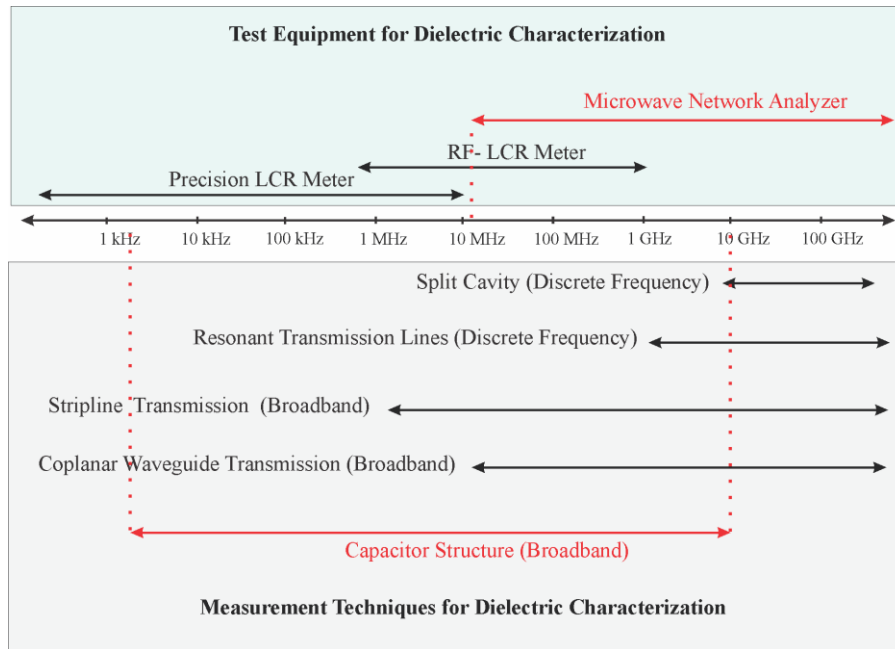 Test Equipment for Dielectric Characterization
Microwave Network Analyzer
RF- LCR Meter
Precision LCR Meter
1 kHz 10 kHz 100 kHz 1 MHz 10 MHz 100 MHz 1 GHz 10 GHz 100 GHz
Split Cavity (Discrete Frequency)
Resonant Transmission Lines (Discrete Frequency)
Stripline Transmission (Broadband)
Coplanar Waveguide Transmission (Broadband)
Capacitor Structure (Broadband)
Measurement Techniques for Dielectric Characterization